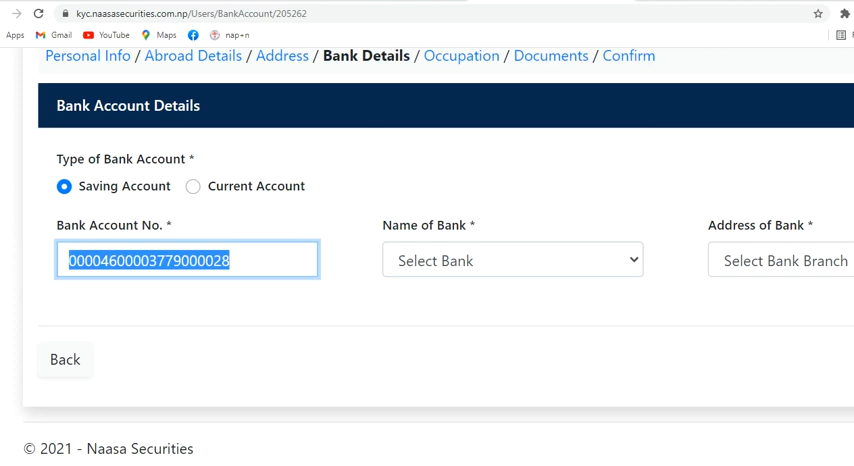 kyc.naasasecurities.com.np/Users/BankAccount/205262
Apps Gmail YouTube Maps nap+n
Personal Info / Abroad Details / Address / Bank Details / Occupation / Documents / Confirm
Bank Account Details
Type of Bank Account *
Saving Account Current Account
Bank Account No. * Name of Bank * Address of Bank *
00004600003779000028 Select Bank Select Bank Branch
Back
© 2021 - Naasa Securities